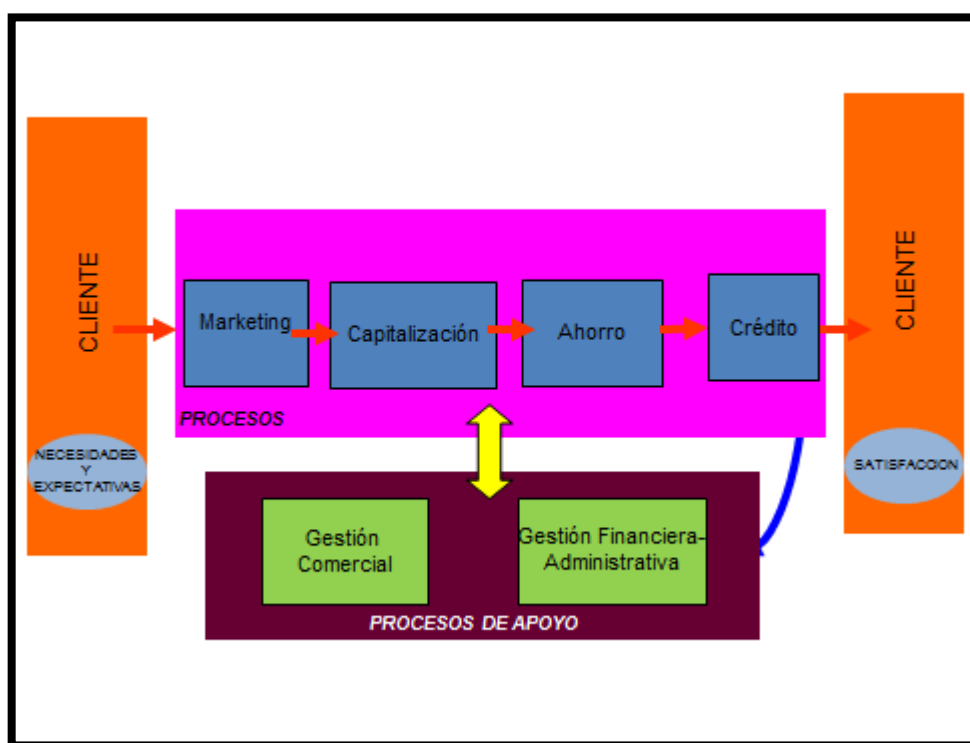 CLIENTE
NECESIDADES
Y
EXPECTATIVAS
Marketing
Capitalización
Ahorro
Crédito
PROCESOS
Gestión
Comercial
Gestión Financiera-
Administrativa
PROCESOS DE APOYO
CLIENTE
SATISFACCION